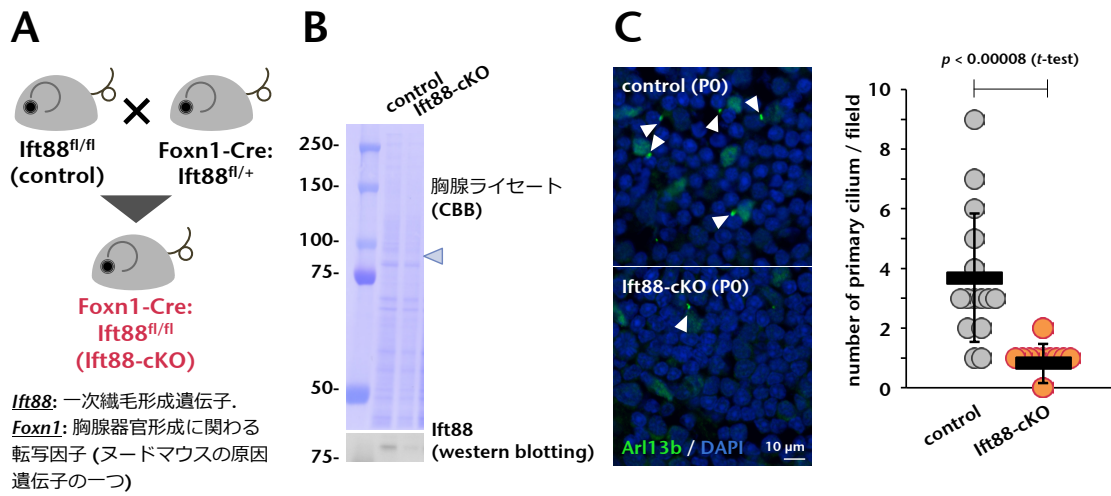 A
Ift88fl/fl
(control)
Foxn1-Cre:
Ift88fl/+
Foxn1-Cre:
Ift88fl/fl
(Ift88-cKO)
Ift88: 一次繊毛形成遺伝子.
Foxn1: 胸腺器官形成に関わる
転写因子 (ヌードマウスの原因
遺伝子の一つ)
B
control
Ift88-cKO
250-
150-
100-
75-
50-
75-
胸腺ライセート
(CBB)
Ift88
(western blotting)
C
control (P0)
Ift88-cKO (P0)
Arl13b / DAPI
10 µm
p < 0.00008 (t-test)
number of primary cilium / fileld
10
8
6
4
2
0
control
Ift88-cKO